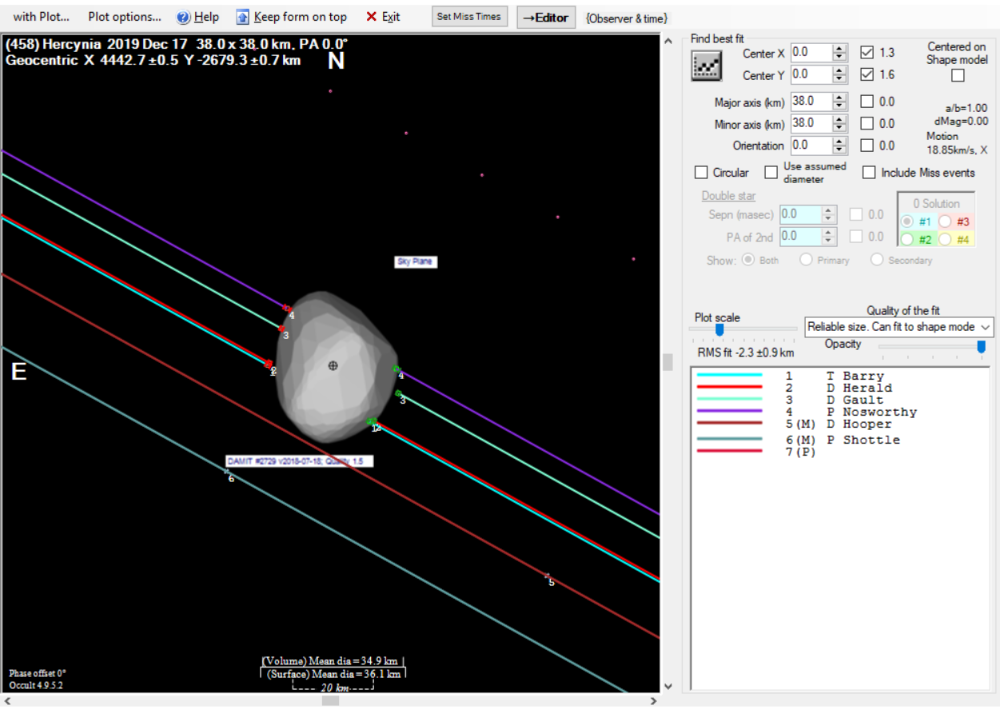 with Plot... Plot options... Help Keep form on top Exit Set Miss Times →Editor {Observer & time}
(458) Hercynia 2019 Dec 17 38.0 x 38.0 km, PA 0.0°
Geocentric X 4442.7 ±0.5 Y -2679.3 ±0.7 km
N
E
Sky Plane
4
3
2
1
4
3
12
DAMIT #2729 v2018-07-18; Quality 1.5
6
5
(Volume) Mean dia = 34.9 km
(Surface) Mean dia = 36.1 km
20 km
Phase offset 0°
Occult 4.9.5.2
Find best fit
Center X 0.0 1.3
Center Y 0.0 1.6
Centered on
Shape model
Major axis (km) 38.0 0.0
Minor axis (km) 38.0 0.0
Orientation 0.0 0.0
a/b=1.00
dMag=0.00
Motion
18.85km/s, X
Circular
Use assumed
diameter
Include Miss events
Double star
Sepn (masec) 0.0 0.0
PA of 2nd 0.0 0.0
0 Solution
#1 #3
#2 #4
Show: Both Primary Secondary
Plot scale
Quality of the fit
Reliable size. Can fit to shape mode
RMS fit -2.3 ±0.9 km
Opacity
1 T Barry
2 D Herald
3 D Gault
4 P Nosworthy
5(M) D Hooper
6(M) P Shottle
7(P)